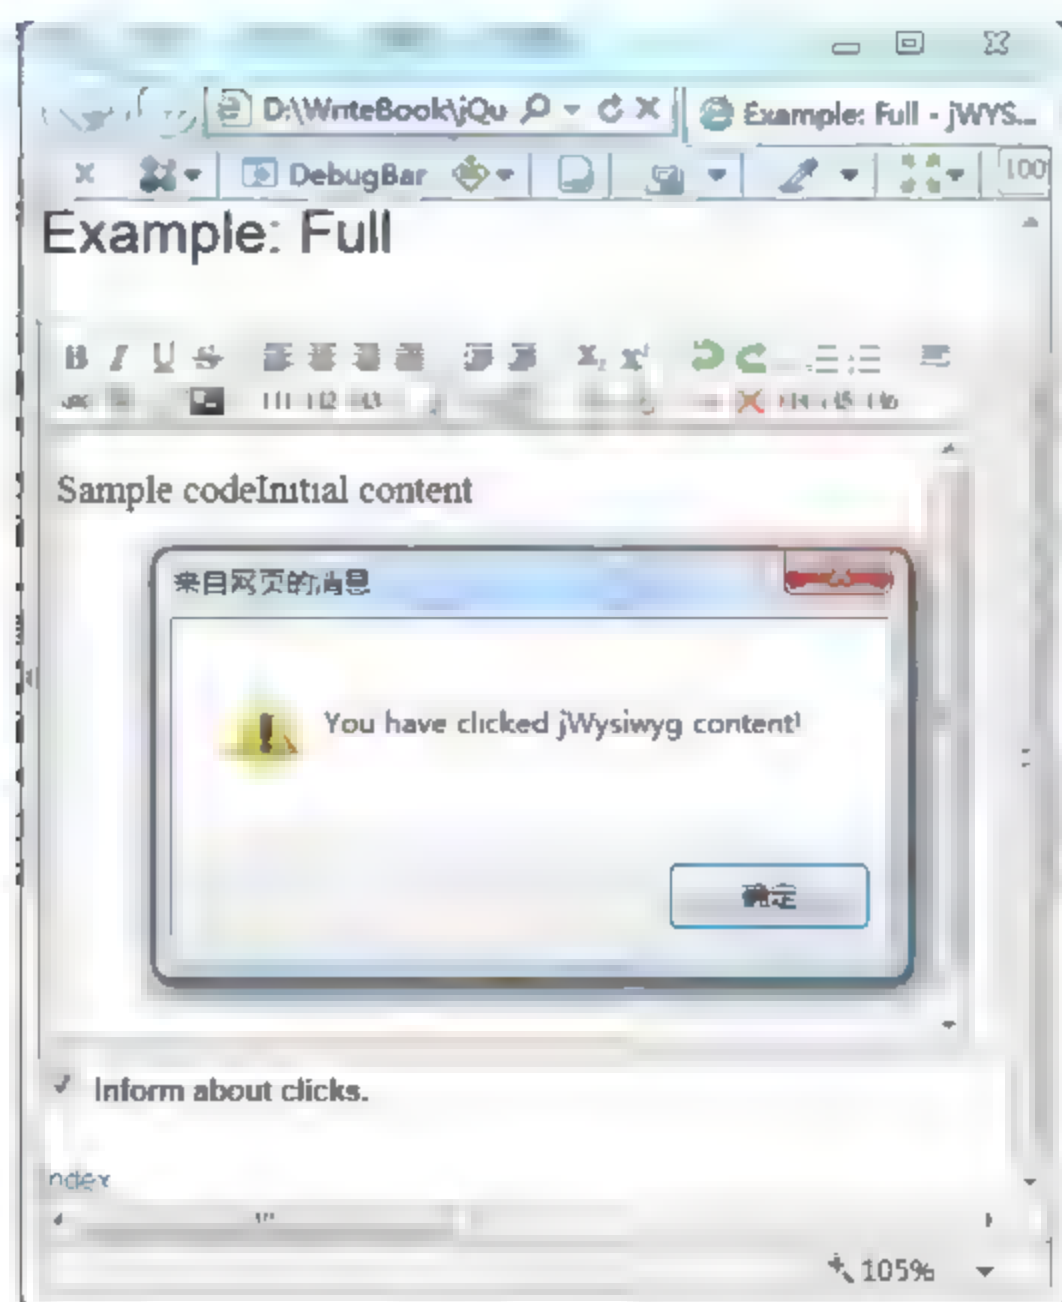 D:\WriteBook\jQu
Example: Full - jWYS...
DebugBar
100
Example: Full
B I U S X₂
Sample codeInitial content
来自网页的消息
You have clicked jWysiwyg content!
确定
Inform about clicks.
ndex
105%